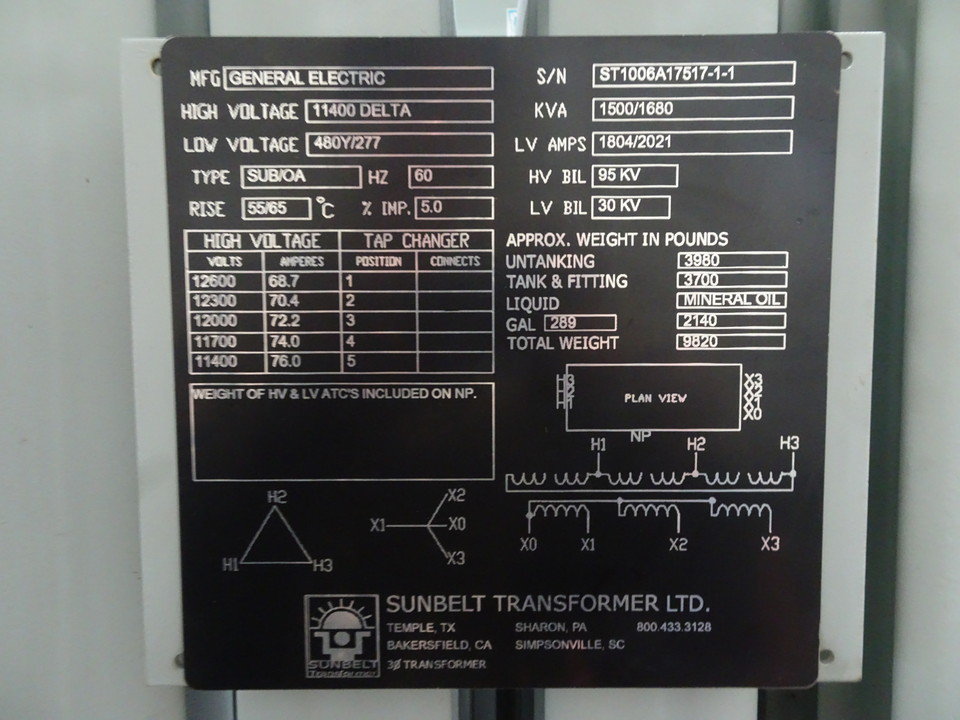 MFG GENERAL ELECTRIC
S/N ST1006A17517-1-1
HIGH VOLTAGE 11400 DELTA
KVA 1500/1680
LOW VOLTAGE 480Y/277
LV AMPS 1804/2021
TYPE SUB/OA HZ 60
HV BIL 95 KV
RISE 55/65 °C % IMP. 5.0
LV BIL 30 KV
HIGH VOLTAGE TAP CHANGER
VOLTS AMPERES POSITION CONNECTS
12600 68.7 1
12300 70.4 2
12000 72.2 3
11700 74.0 4
11400 76.0 5
APPROX. WEIGHT IN POUNDS
UNTANKING 3980
TANK & FITTING 3700
LIQUID MINERAL OIL
GAL 289 2140
TOTAL WEIGHT 9820
WEIGHT OF HV & LV ATC'S INCLUDED ON NP.
H3
H2
H1
PLAN VIEW
X3
X2
X1
X0
NP
H1 H2 H3
X0 X1 X2 X3
H2
H1 H3
X2
X1 X0
X3
SUNBELT TRANSFORMER LTD.
TEMPLE, TX SHARON, PA 800.433.3128
BAKERSFIELD, CA SIMPSONVILLE, SC
3Ø TRANSFORMER
SUNBELT
Transformer